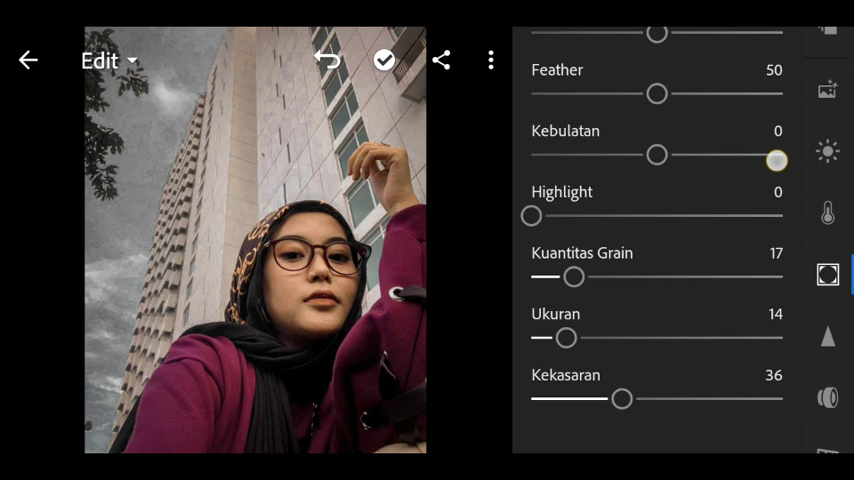 Edit
Feather 50
Kebulatan 0
Highlight 0
Kuantitas Grain 17
Ukuran 14
Kekasaran 36